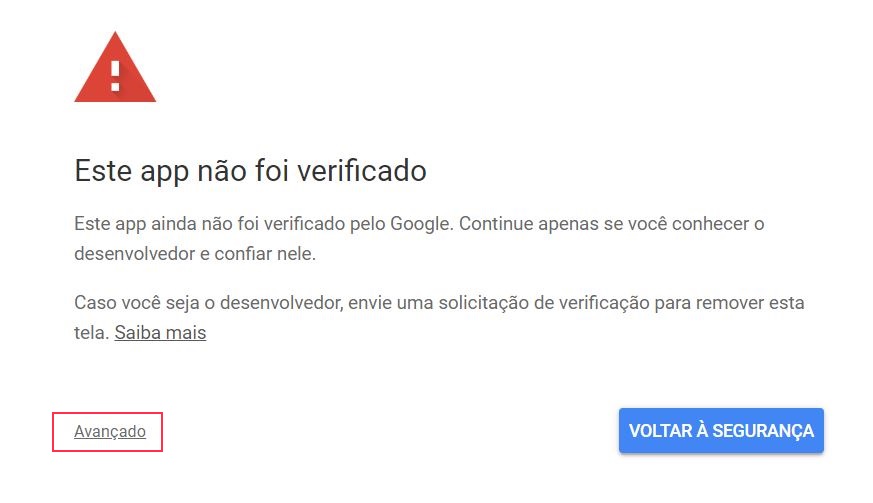 Este app não foi verificado
Este app ainda não foi verificado pelo Google. Continue apenas se você conhecer o
desenvolvedor e confiar nele.
Caso você seja o desenvolvedor, envie uma solicitação de verificação para remover esta
tela. Saiba mais
Avançado
VOLTAR À SEGURANÇA